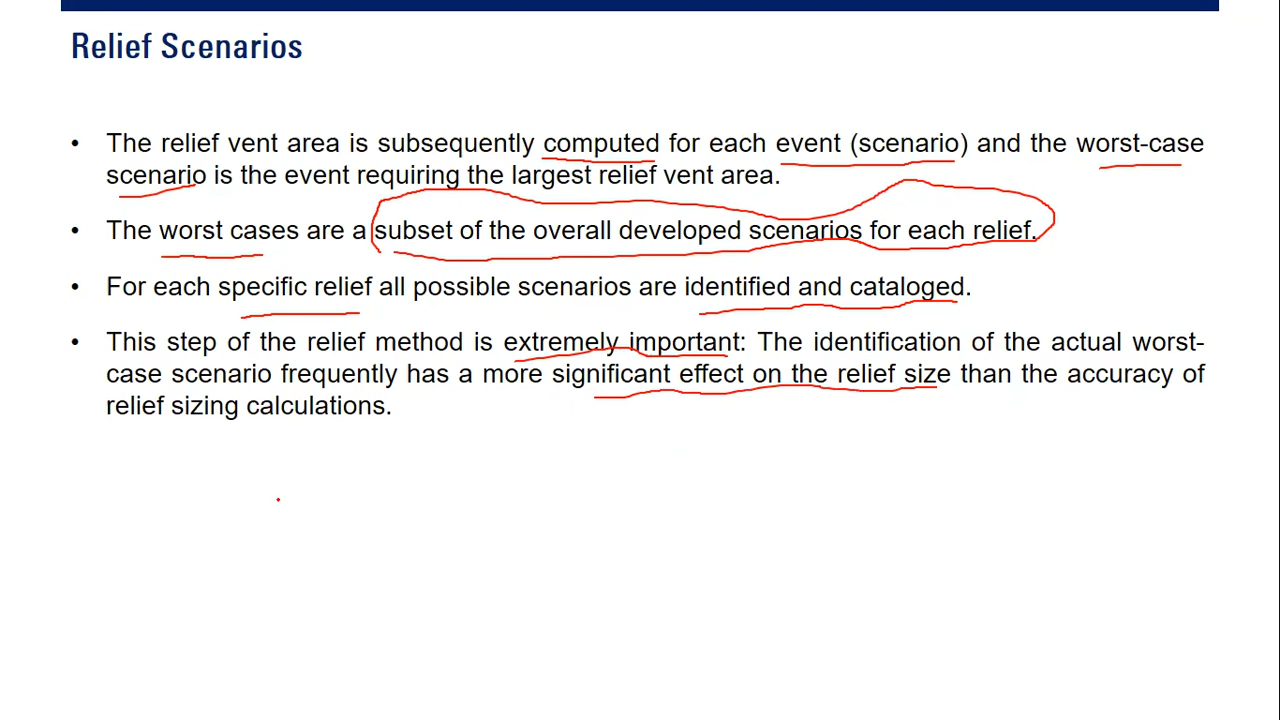 Relief Scenarios
• The relief vent area is subsequently computed for each event (scenario) and the worst-case
scenario is the event requiring the largest relief vent area.
• The worst cases are a subset of the overall developed scenarios for each relief.
• For each specific relief all possible scenarios are identified and cataloged.
• This step of the relief method is extremely important: The identification of the actual worst-
case scenario frequently has a more significant effect on the relief size than the accuracy of
relief sizing calculations.